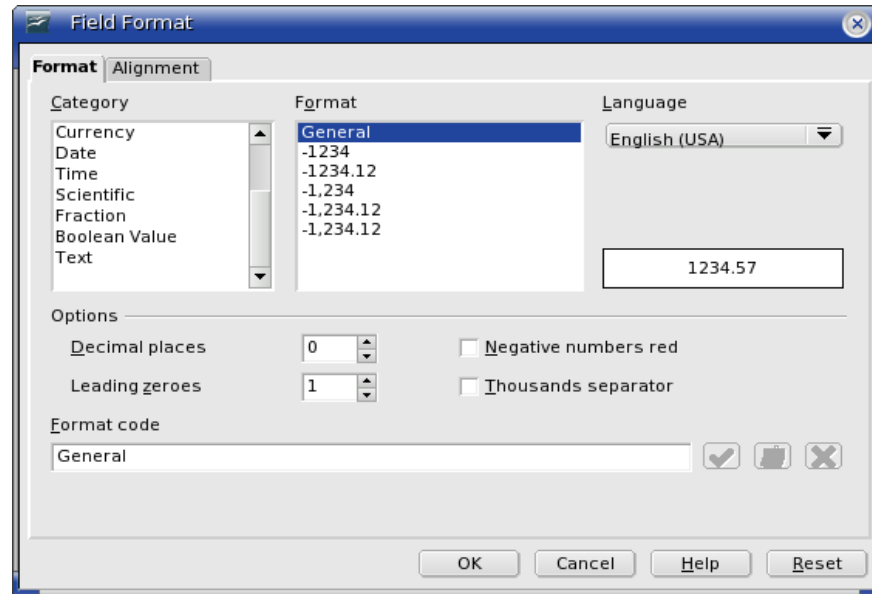 Field Format
Format Alignment
Category
Currency
Date
Time
Scientific
Fraction
Boolean Value
Text
Format
General
-1234
-1234.12
-1,234
-1,234.12
-1,234.12
Language
English (USA)
1234.57
Options
Decimal places 0 Negative numbers red
Leading zeroes 1 Thousands separator
Format code
General
OK Cancel Help Reset